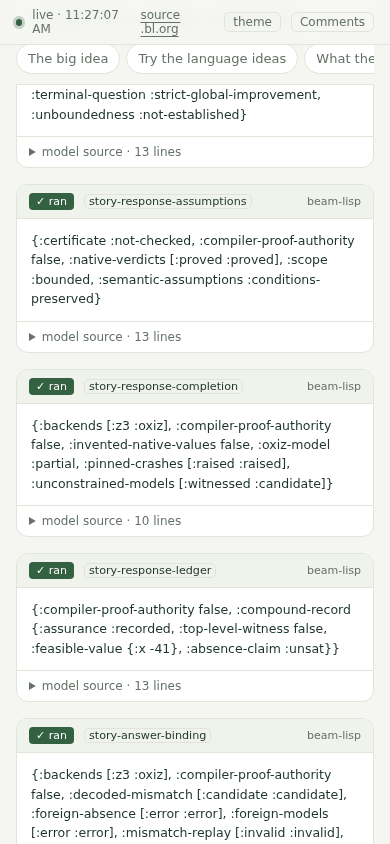 live · 11:27:07 AM
source .bl.org
theme
Comments
The big idea
Try the language ideas
What the
:terminal-question :strict-global-improvement,
:unboundedness :not-established}
▶ model source · 13 lines
✓ ran story-response-assumptions beam-lisp
{:certificate :not-checked, :compiler-proof-authority
false, :native-verdicts [:proved :proved], :scope
:bounded, :semantic-assumptions :conditions-
preserved}
▶ model source · 13 lines
✓ ran story-response-completion beam-lisp
{:backends [:z3 :oxiz], :compiler-proof-authority
false, :invented-native-values false, :oxiz-model
:partial, :pinned-crashes [:raised :raised],
:unconstrained-models [:witnessed :candidate]}
▶ model source · 10 lines
✓ ran story-response-ledger beam-lisp
{:compiler-proof-authority false, :compound-record
{:assurance :recorded, :top-level-witness false,
:feasible-value {:x -41}, :absence-claim :unsat}}
▶ model source · 13 lines
✓ ran story-answer-binding beam-lisp
{:backends [:z3 :oxiz], :compiler-proof-authority
false, :decoded-mismatch [:candidate :candidate],
:foreign-absence [:error :error], :foreign-models
[:error :error], :mismatch-replay [:invalid :invalid],